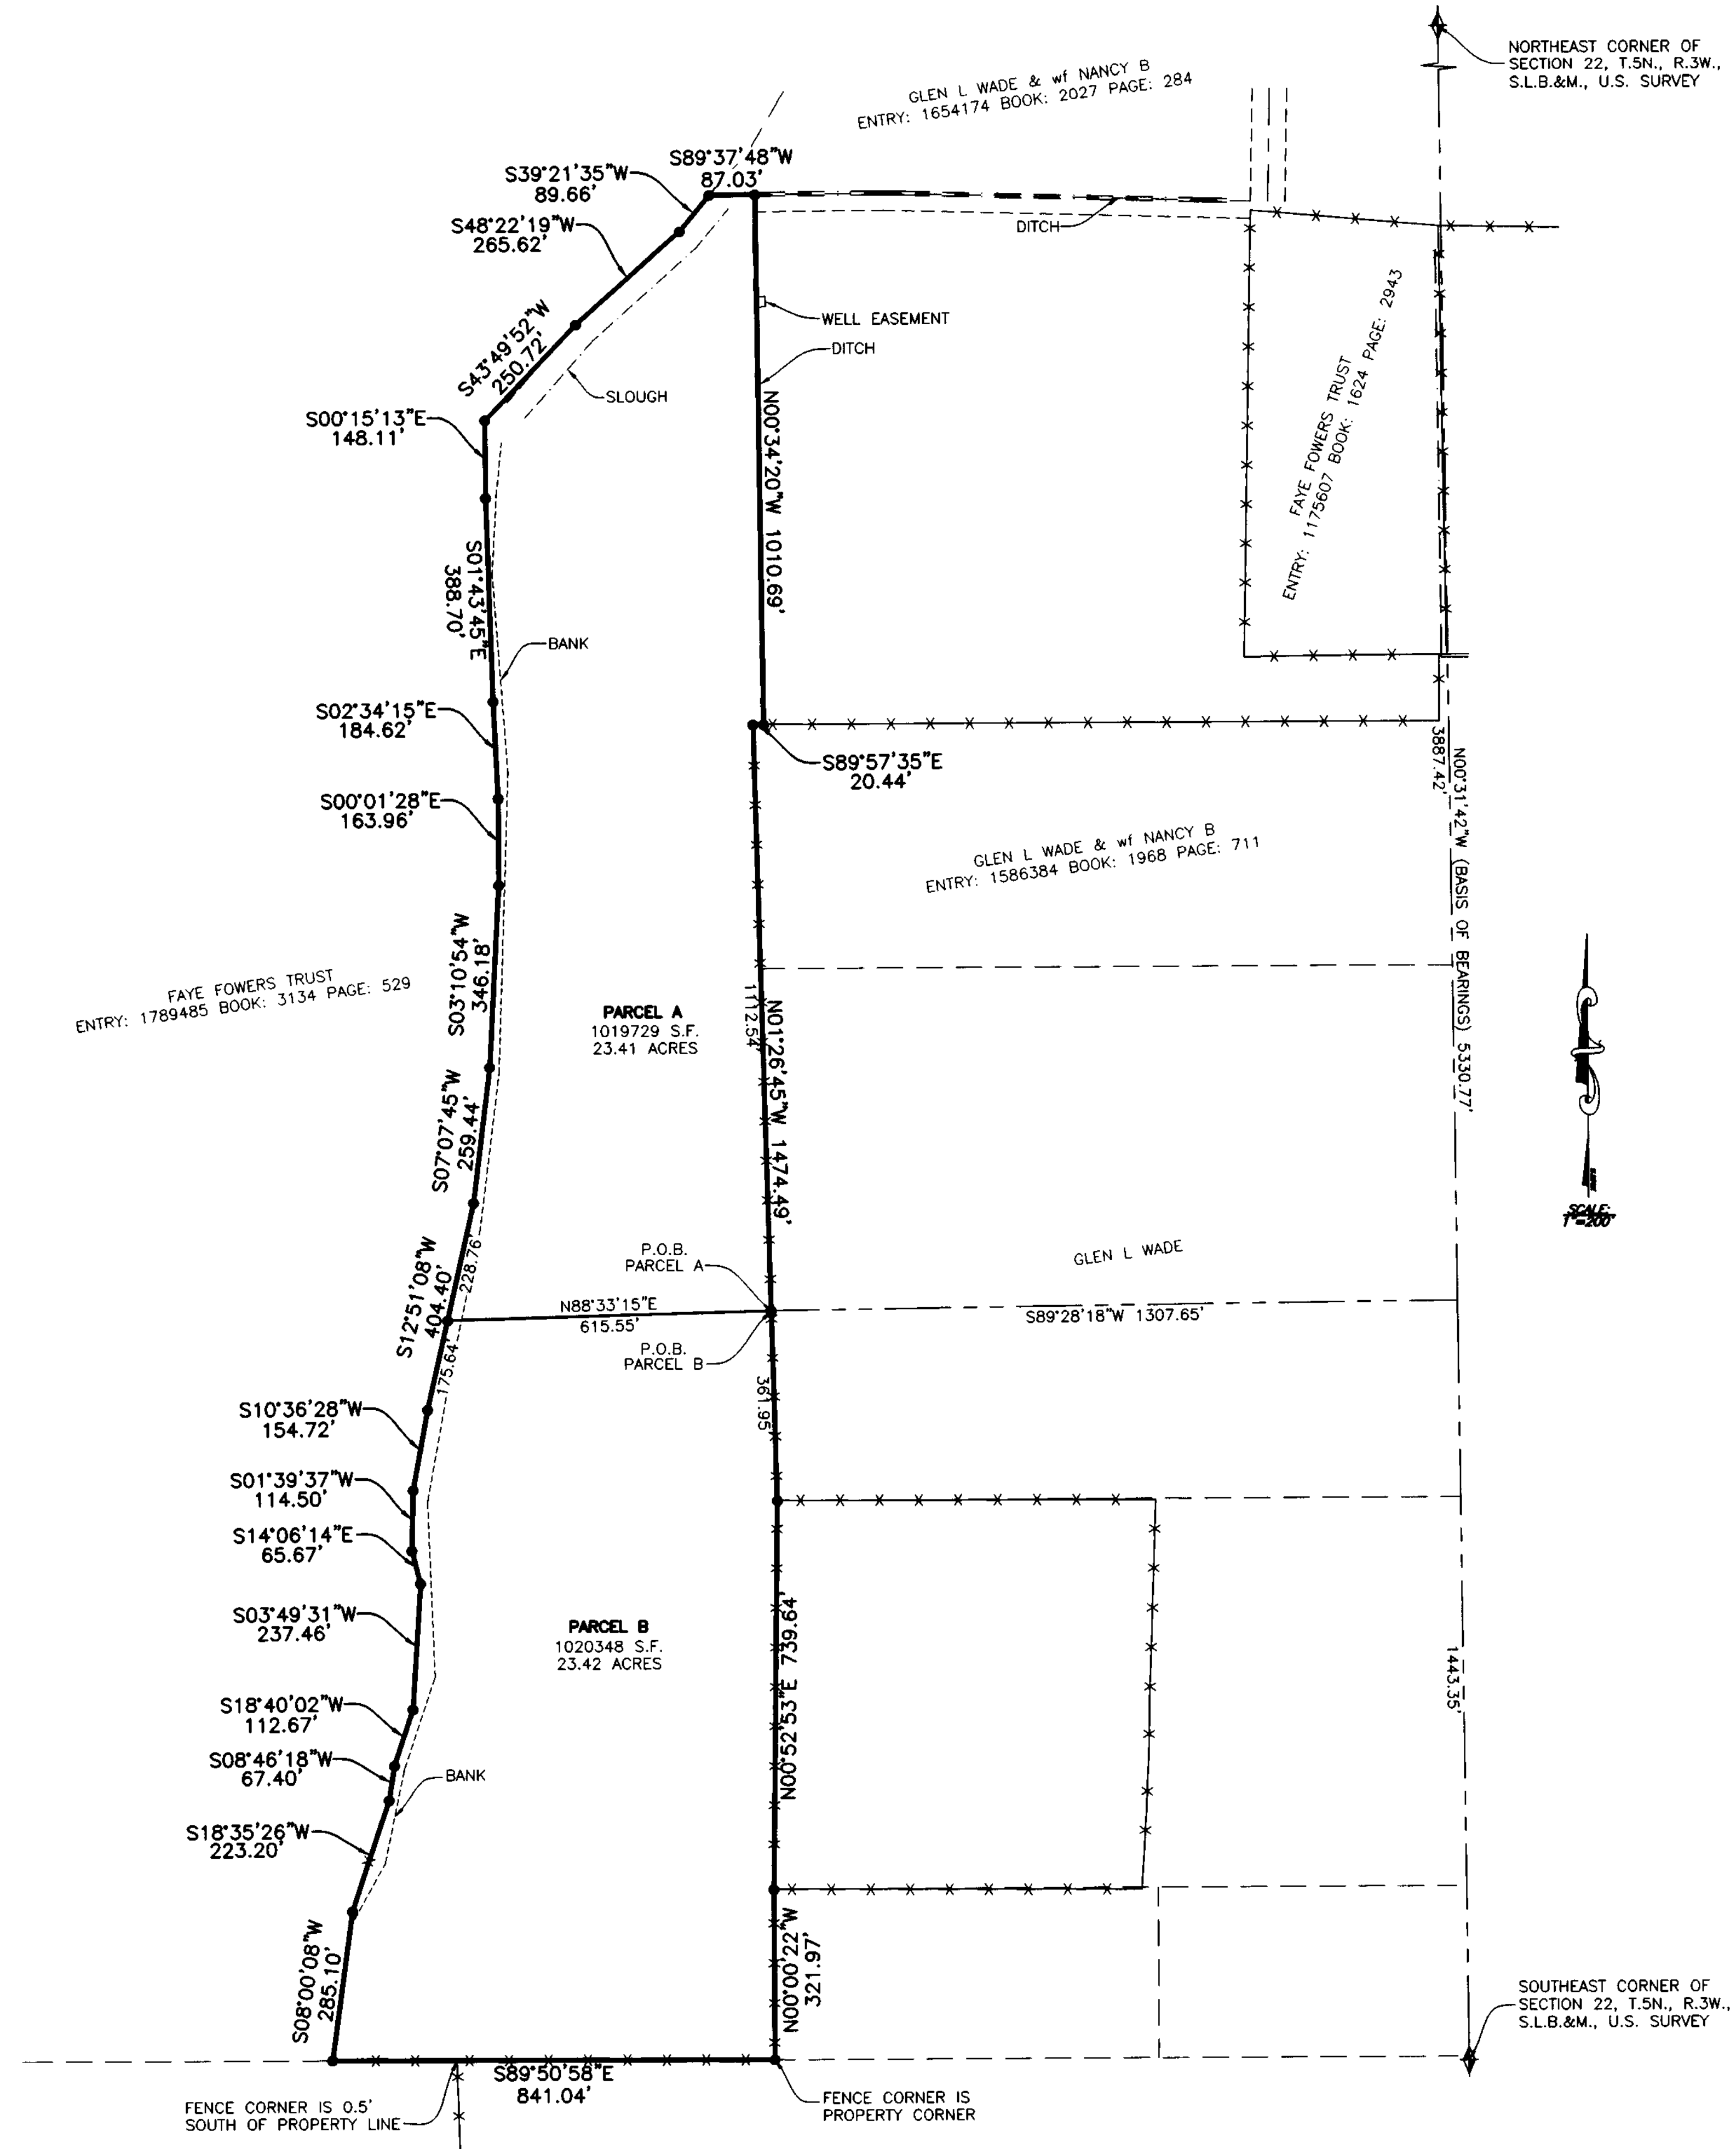 NORTHEAST CORNER OF
SECTION 22, T.5N., R.3W.,
S.L.B.&M., U.S. SURVEY
GLEN L WADE & wf NANCY B
ENTRY: 1654174 BOOK: 2027 PAGE: 284
S89°37'48"W
87.03'
S39°21'35"W
89.66'
S48°22'19"W
265.62'
DITCH
WELL EASEMENT
DITCH
S43°49'52"W
250.72'
SLOUGH
S00°15'13"E
148.11'
N00°34'20"W 1010.69'
FAYE FOWERS TRUST
ENTRY: 1175607 BOOK: 1624 PAGE: 2943
S01°43'45"E
388.70'
BANK
S02°34'15"E
184.62'
S89°57'35"E
20.44'
3887.42'
N00°31'42"W (BASIS OF BEARINGS) 5330.77'
S00°01'28"E
163.96'
GLEN L WADE & wf NANCY B
ENTRY: 1586384 BOOK: 1968 PAGE: 711
S03°10'54"W
346.18'
FAYE FOWERS TRUST
ENTRY: 1789485 BOOK: 3134 PAGE: 529
PARCEL A
1019729 S.F.
23.41 ACRES
1112.54'
N01°26'45"W 1474.49'
S07°07'45"W
259.44'
SCALE:
1"=200'
S12°51'08"W
404.40'
228.76'
P.O.B.
PARCEL A
GLEN L WADE
N88°33'15"E
615.55'
S89°28'18"W 1307.65'
P.O.B.
PARCEL B
175.64'
361.95'
S10°36'28"W
154.72'
S01°39'37"W
114.50'
S14°06'14"E
65.67'
S03°49'31"W
237.46'
PARCEL B
1020348 S.F.
23.42 ACRES
N00°52'53"E 739.64'
1443.35'
S18°40'02"W
112.67'
S08°46'18"W
67.40'
BANK
S18°35'26"W
223.20'
S08°00'08"W
285.10'
N00°00'22"W
321.97'
SOUTHEAST CORNER OF
SECTION 22, T.5N., R.3W.,
S.L.B.&M., U.S. SURVEY
S89°50'58"E
841.04'
FENCE CORNER IS 0.5'
SOUTH OF PROPERTY LINE
FENCE CORNER IS
PROPERTY CORNER